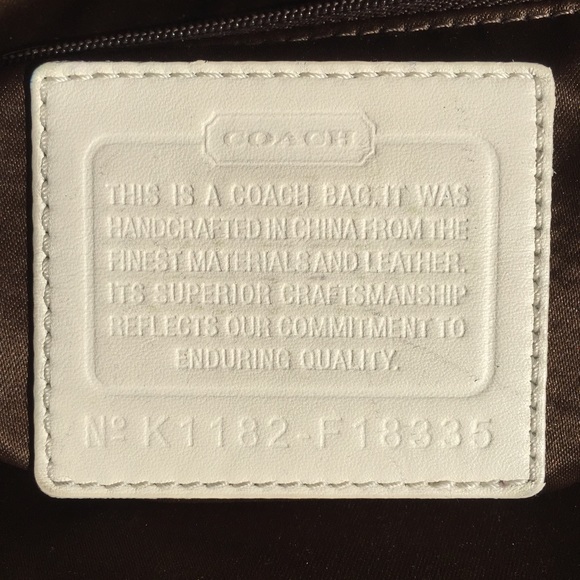 COACH
THIS IS A COACH BAG.IT WAS
HANDCRAFTED IN CHINA FROM THE
FINEST MATERIALS AND LEATHER.
ITS SUPERIOR CRAFTSMANSHIP
REFLECTS OUR COMMITMENT TO
ENDURING QUALITY.
Nº K1182-F18335